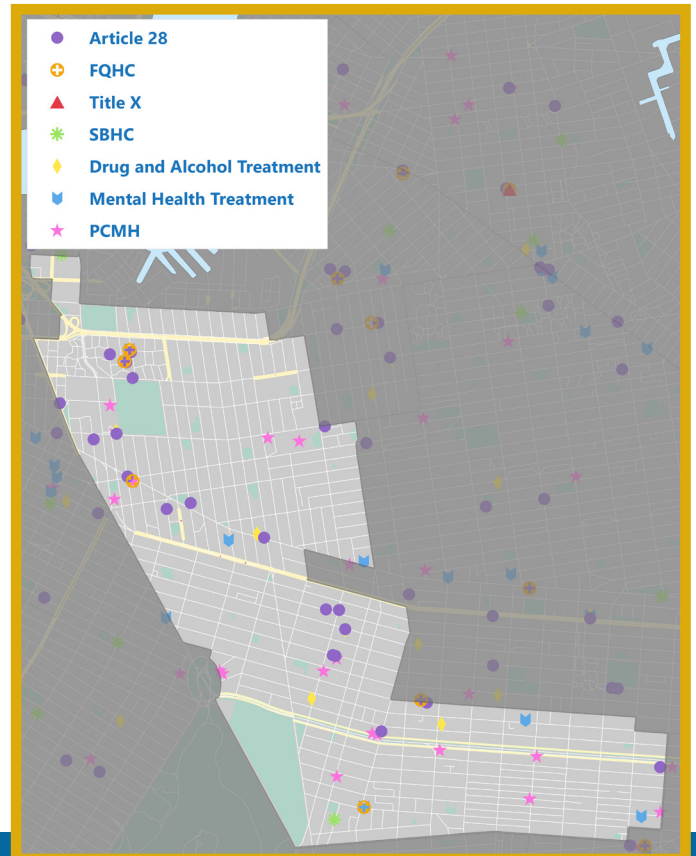 Article 28
FQHC
Title X
SBHC
Drug and Alcohol Treatment
Mental Health Treatment
PCMH